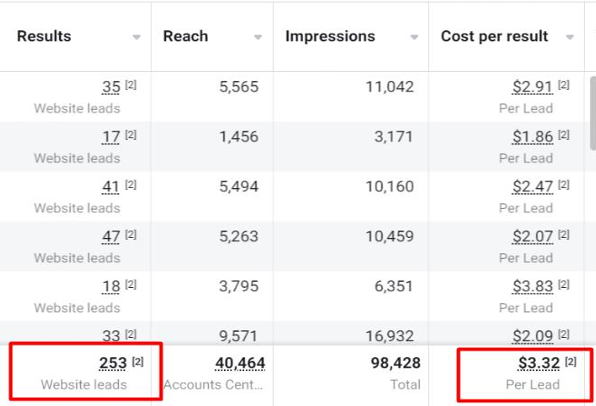 Results Reach Impressions Cost per result
35 [2] 5,565 11,042 $2.91 [2]
Website leads Per Lead
17 [2] 1,456 3,171 $1.86 [2]
Website leads Per Lead
41 [2] 5,494 10,160 $2.47 [2]
Website leads Per Lead
47 [2] 5,263 10,459 $2.07 [2]
Website leads Per Lead
18 [2] 3,795 6,351 $3.83 [2]
Website leads Per Lead
33 [2] 9,571 16,932 $2.09 [2]
253 [2] 40,464 98,428 $3.32 [2]
Website leads Accounts Cent... Total Per Lead